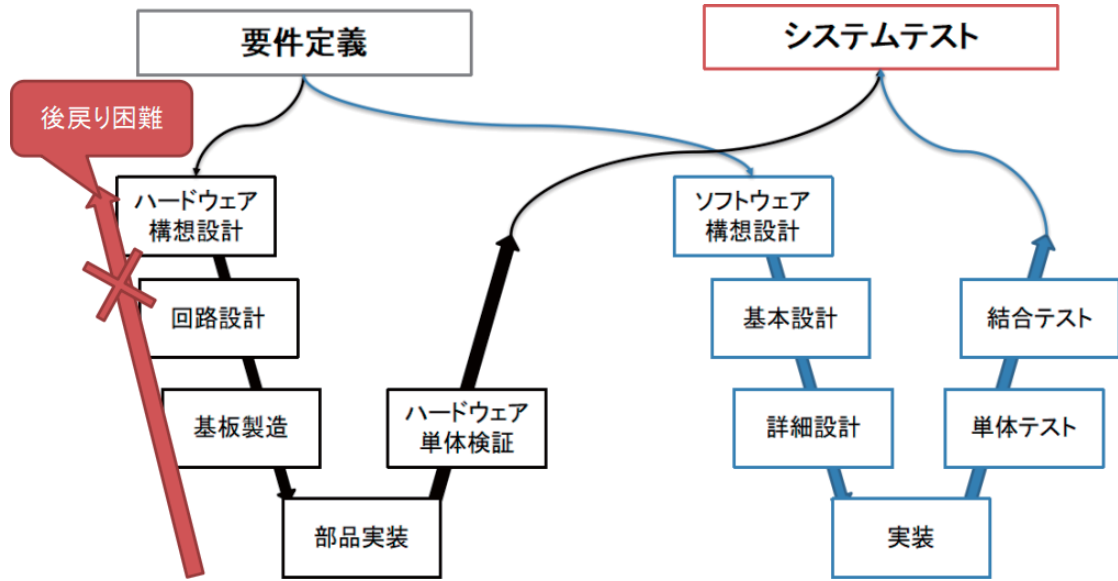 要件定義
システムテスト
後戻り困難
ハードウェア
構想設計
ソフトウェア
構想設計
回路設計
基本設計
結合テスト
基板製造
ハードウェア
単体検証
詳細設計
単体テスト
部品実装
実装